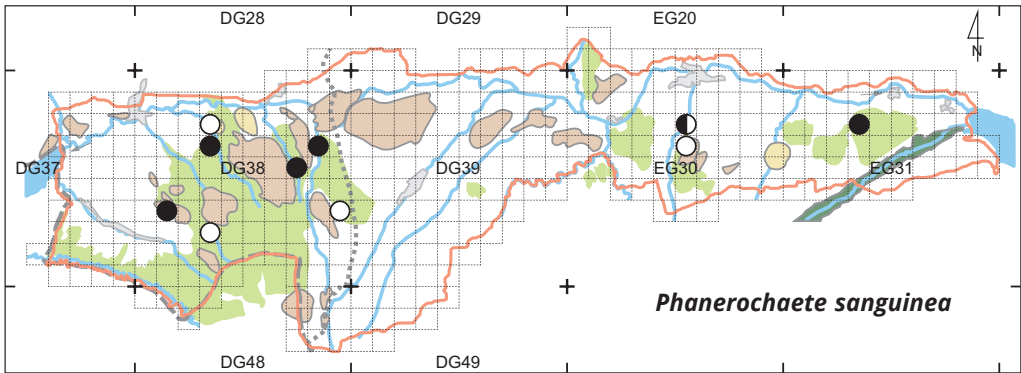 DG28 DG29 EG20
N
DG37 DG38 DG39 EG30 EG31
Phanerochaete sanguinea
DG48 DG49